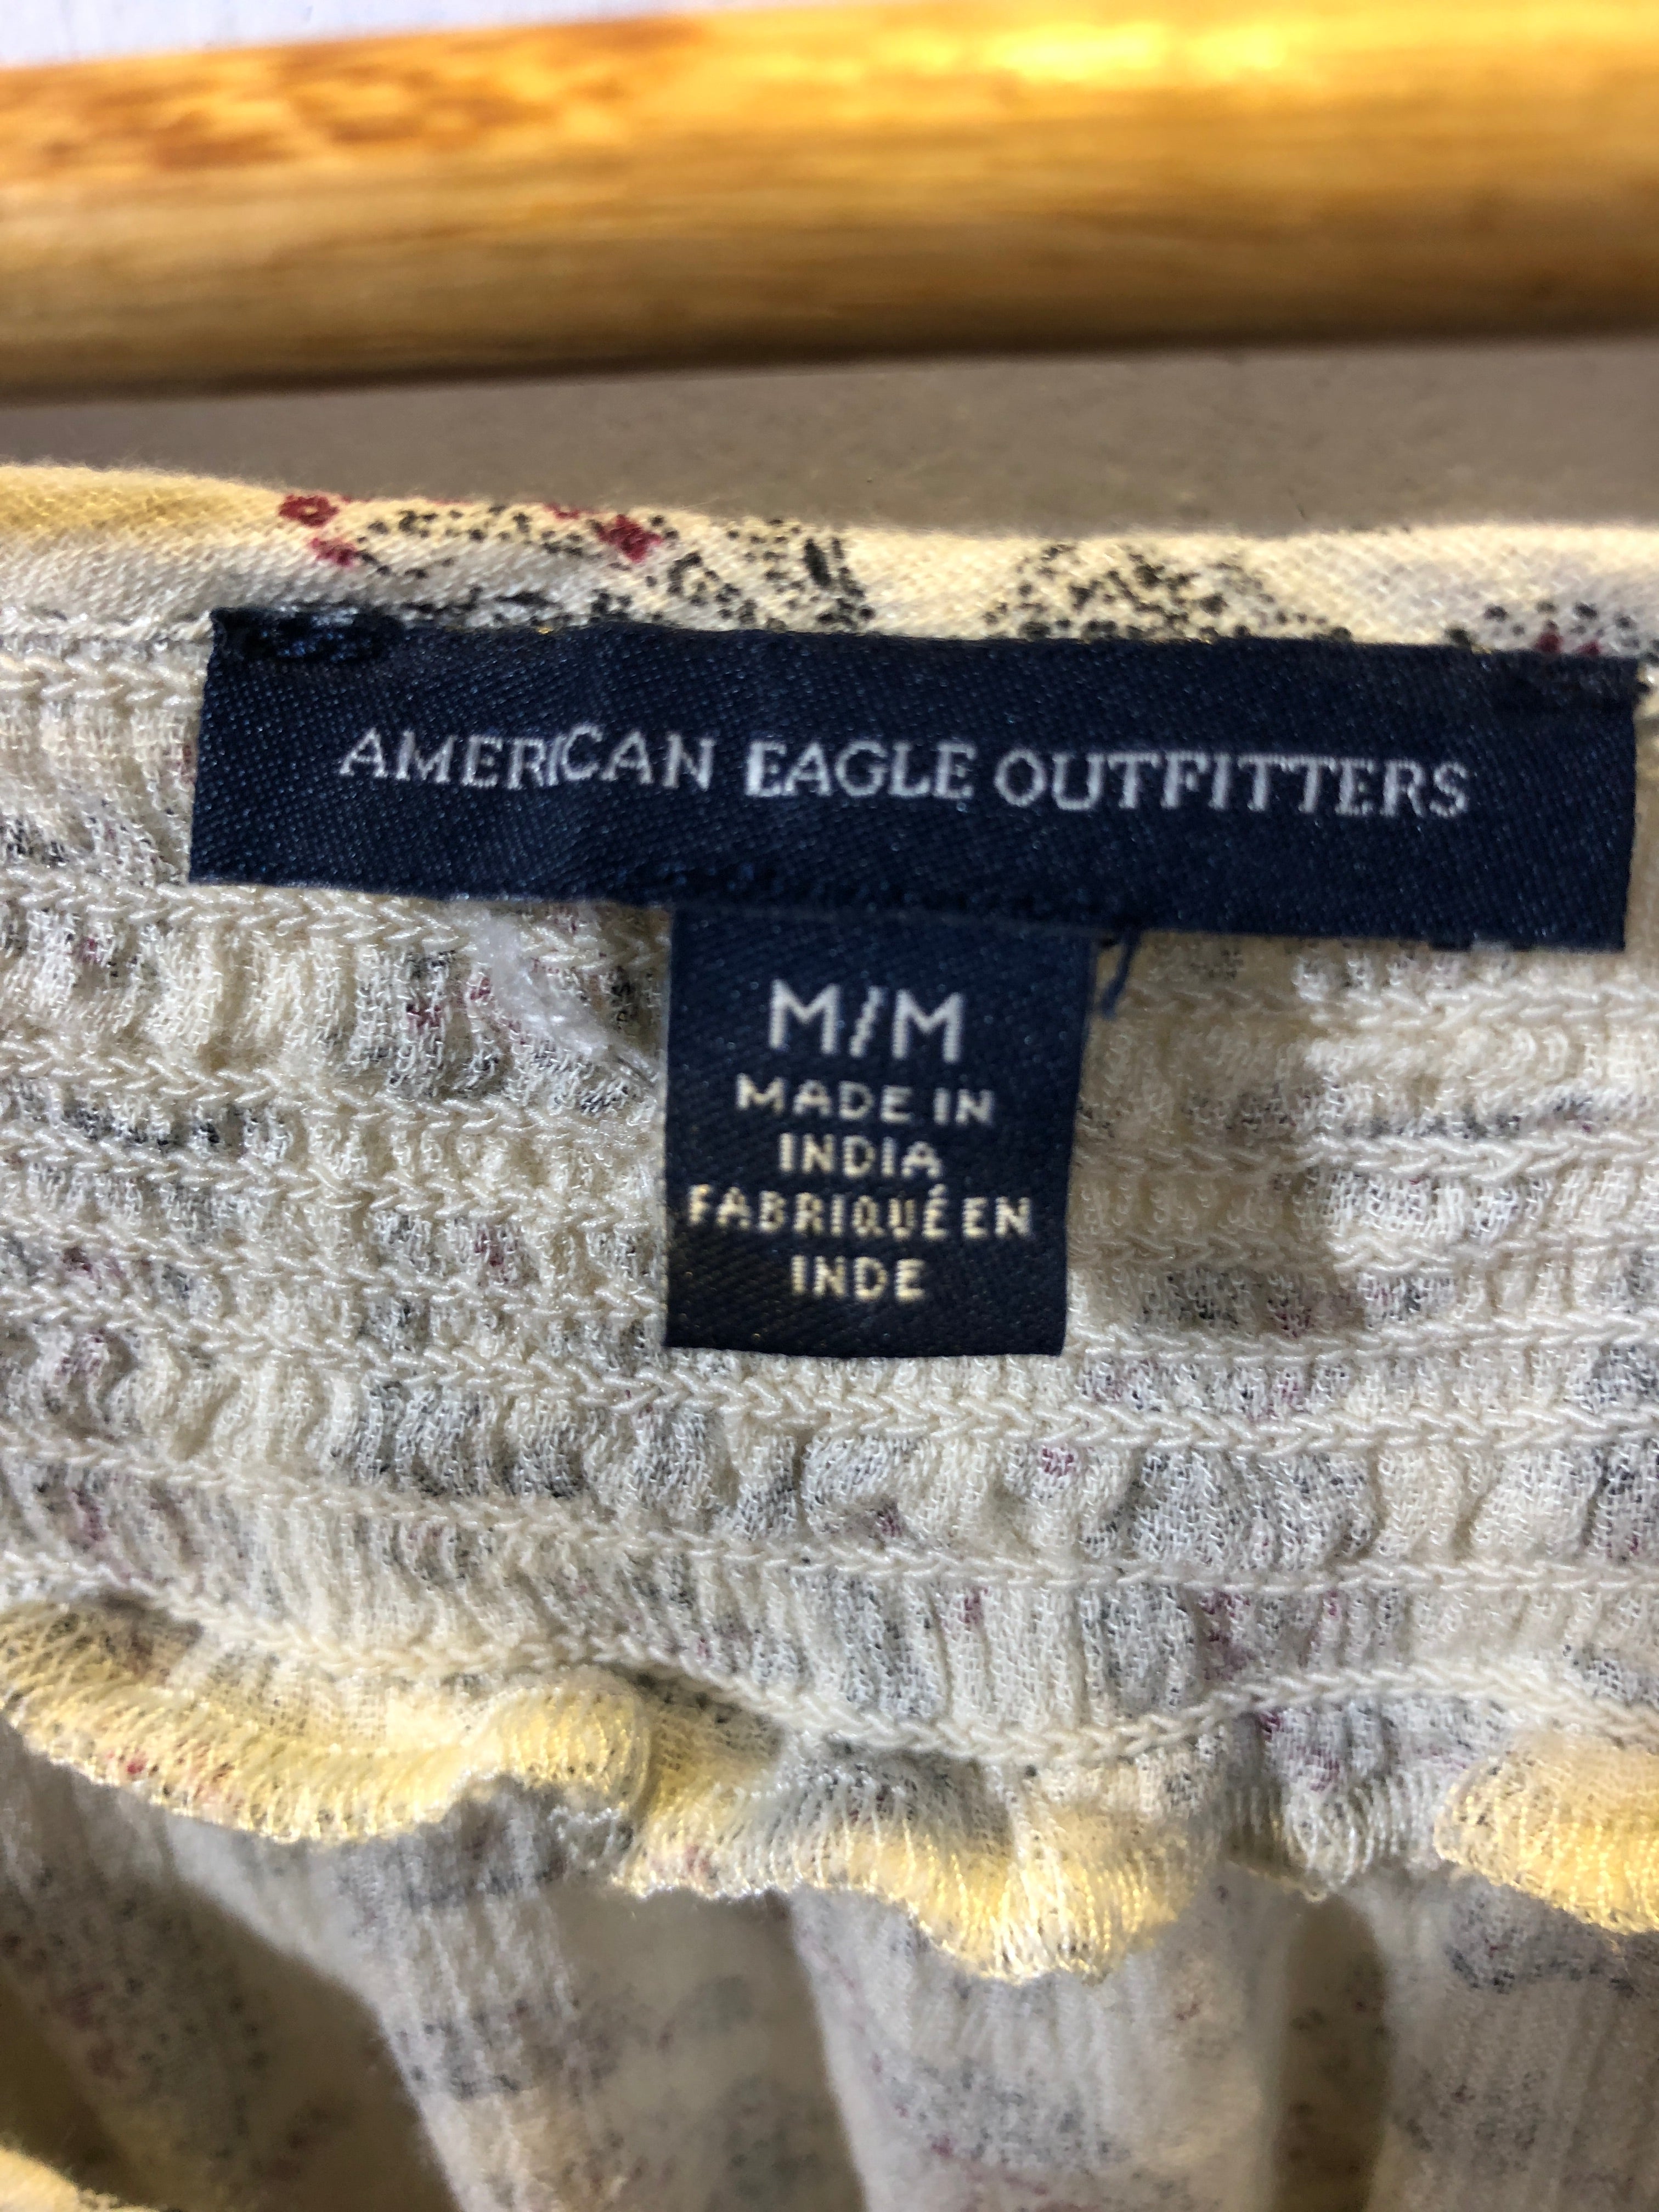 AMERICAN EAGLE OUTFITTERS
M/M
MADE IN
INDIA
FABRIQUÉ EN
INDE